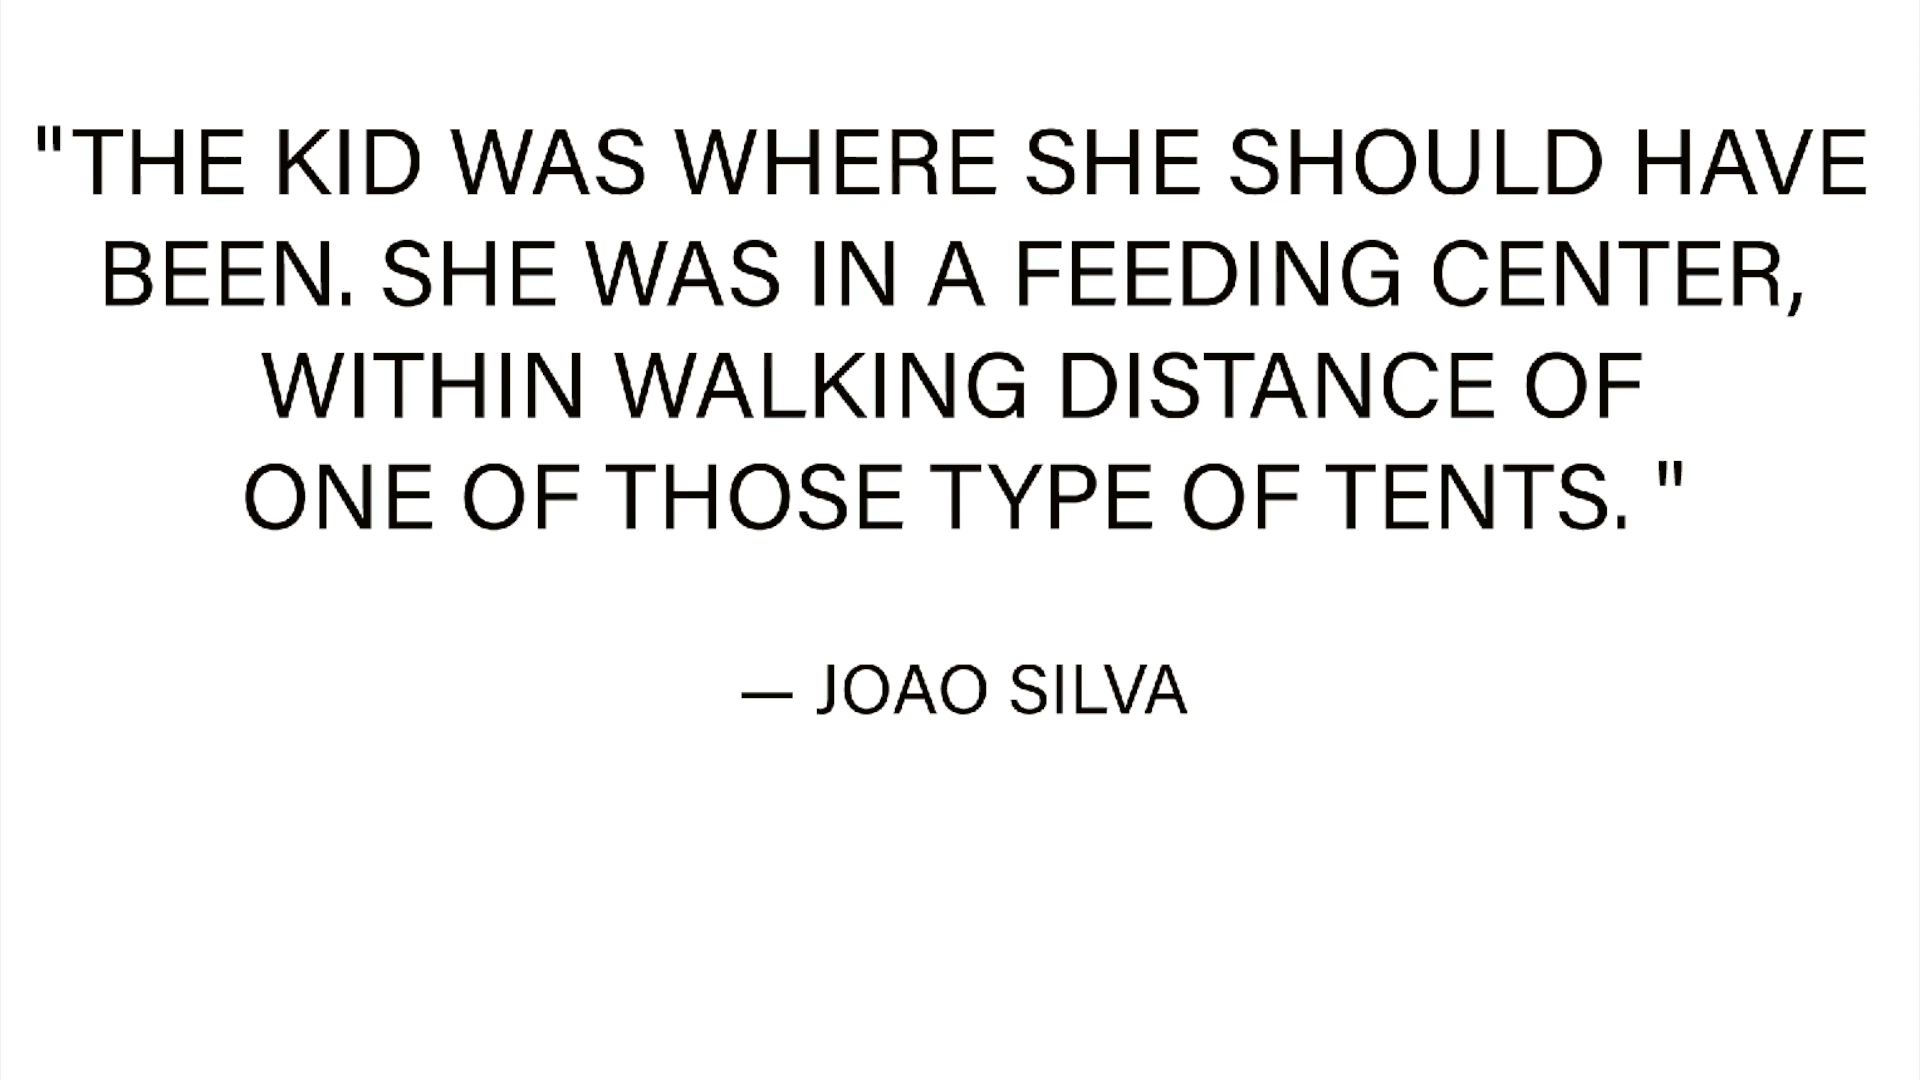 "THE KID WAS WHERE SHE SHOULD HAVE
BEEN. SHE WAS IN A FEEDING CENTER,
WITHIN WALKING DISTANCE OF
ONE OF THOSE TYPE OF TENTS. "
— JOAO SILVA